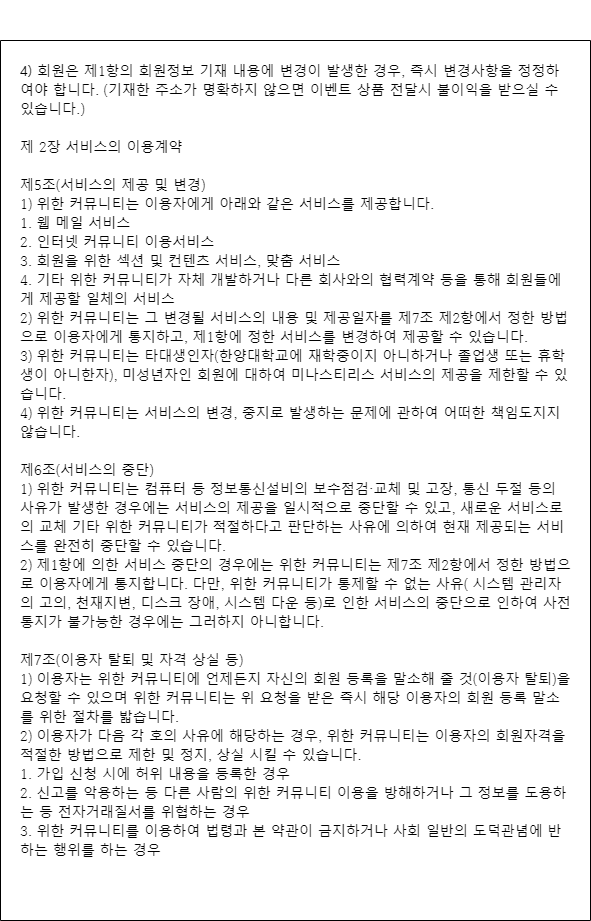 4) 회원은 제1항의 회원정보 기재 내용에 변경이 발생한 경우, 즉시 변경사항을 정정하
여야 합니다. (기재한 주소가 명확하지 않으면 이벤트 상품 전달시 불이익을 받으실 수
있습니다.)
제 2장 서비스의 이용계약
제5조(서비스의 제공 및 변경)
1) 위한 커뮤니티는 이용자에게 아래와 같은 서비스를 제공합니다.
1. 웹 메일 서비스
2. 인터넷 커뮤니티 이용서비스
3. 회원을 위한 섹션 및 컨텐츠 서비스, 맞춤 서비스
4. 기타 위한 커뮤니티가 자체 개발하거나 다른 회사와의 협력계약 등을 통해 회원들에
게 제공할 일체의 서비스
2) 위한 커뮤니티는 그 변경될 서비스의 내용 및 제공일자를 제7조 제2항에서 정한 방법
으로 이용자에게 통지하고, 제1항에 정한 서비스를 변경하여 제공할 수 있습니다.
3) 위한 커뮤니티는 타대생인자(한양대학교에 재학중이지 아니하거나 졸업생 또는 휴학
생이 아니한자), 미성년자인 회원에 대하여 미나스티리스 서비스의 제공을 제한할 수 있
습니다.
4) 위한 커뮤니티는 서비스의 변경, 중지로 발생하는 문제에 관하여 어떠한 책임도지지
않습니다.
제6조(서비스의 중단)
1) 위한 커뮤니티는 컴퓨터 등 정보통신설비의 보수점검·교체 및 고장, 통신 두절 등의
사유가 발생한 경우에는 서비스의 제공을 일시적으로 중단할 수 있고, 새로운 서비스로
의 교체 기타 위한 커뮤니티가 적절하다고 판단하는 사유에 의하여 현재 제공되는 서비
스를 완전히 중단할 수 있습니다.
2) 제1항에 의한 서비스 중단의 경우에는 위한 커뮤니티는 제7조 제2항에서 정한 방법으
로 이용자에게 통지합니다. 다만, 위한 커뮤니티가 통제할 수 없는 사유( 시스템 관리자
의 고의, 천재지변, 디스크 장애, 시스템 다운 등)로 인한 서비스의 중단으로 인하여 사전
통지가 불가능한 경우에는 그러하지 아니합니다.
제7조(이용자 탈퇴 및 자격 상실 등)
1) 이용자는 위한 커뮤니티에 언제든지 자신의 회원 등록을 말소해 줄 것(이용자 탈퇴)을
요청할 수 있으며 위한 커뮤니티는 위 요청을 받은 즉시 해당 이용자의 회원 등록 말소
를 위한 절차를 밟습니다.
2) 이용자가 다음 각 호의 사유에 해당하는 경우, 위한 커뮤니티는 이용자의 회원자격을
적절한 방법으로 제한 및 정지, 상실 시킬 수 있습니다.
1. 가입 신청 시에 허위 내용을 등록한 경우
2. 신고를 악용하는 등 다른 사람의 위한 커뮤니티 이용을 방해하거나 그 정보를 도용하
는 등 전자거래질서를 위협하는 경우
3. 위한 커뮤니티를 이용하여 법령과 본 약관이 금지하거나 사회 일반의 도덕관념에 반
하는 행위를 하는 경우